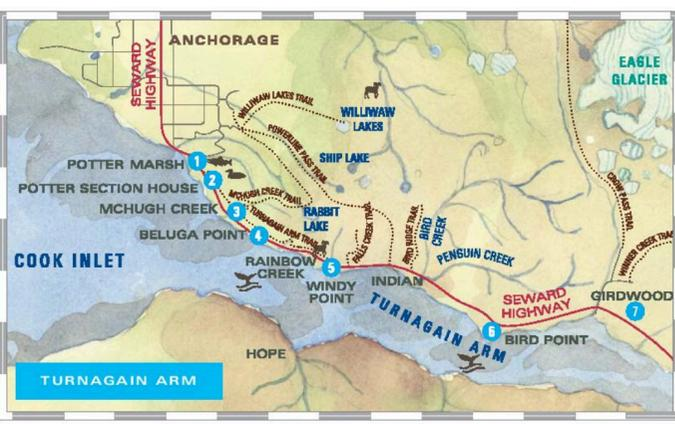 ANCHORAGE
SEWARD
HIGHWAY
EAGLE
GLACIER
WILLIWAW LAKES TRAIL
WILLIWAW
LAKES
POWERLINE PASS TRAIL
SHIP LAKE
POTTER MARSH 1
POTTER SECTION HOUSE 2
MCHUGH CREEK TRAIL
MCHUGH CREEK 3
TURNAGAIN ARM TRAIL
RABBIT
LAKE
FALLS CREEK TRAIL
BIRD RIDGE TRAIL
BIRD
CREEK
CROW PASS TRAIL
WINNER CREEK TRAIL
BELUGA POINT 4
COOK INLET
RAINBOW
CREEK
5
WINDY
POINT
INDIAN
PENGUIN CREEK
SEWARD
HIGHWAY
GIRDWOOD
7
TURNAGAIN ARM
6
BIRD POINT
HOPE
TURNAGAIN ARM